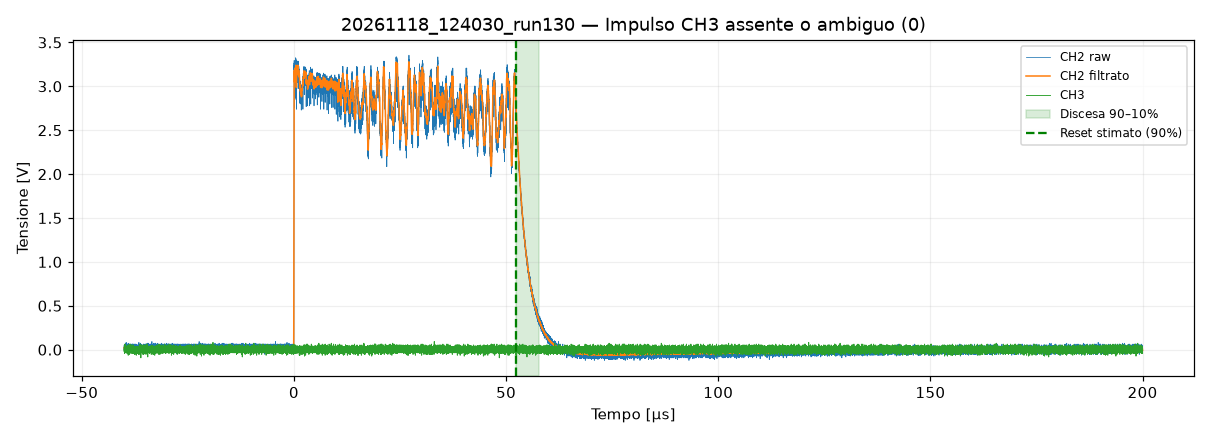 20261118_124030_run130 — Impulso CH3 assente o ambiguo (0)
3.5
3.0
2.5
2.0
1.5
1.0
0.5
0.0
Tensione [V]
CH2 raw
CH2 filtrato
CH3
Discesa 90–10%
Reset stimato (90%)
−50
0
50
100
150
200
Tempo [µs]